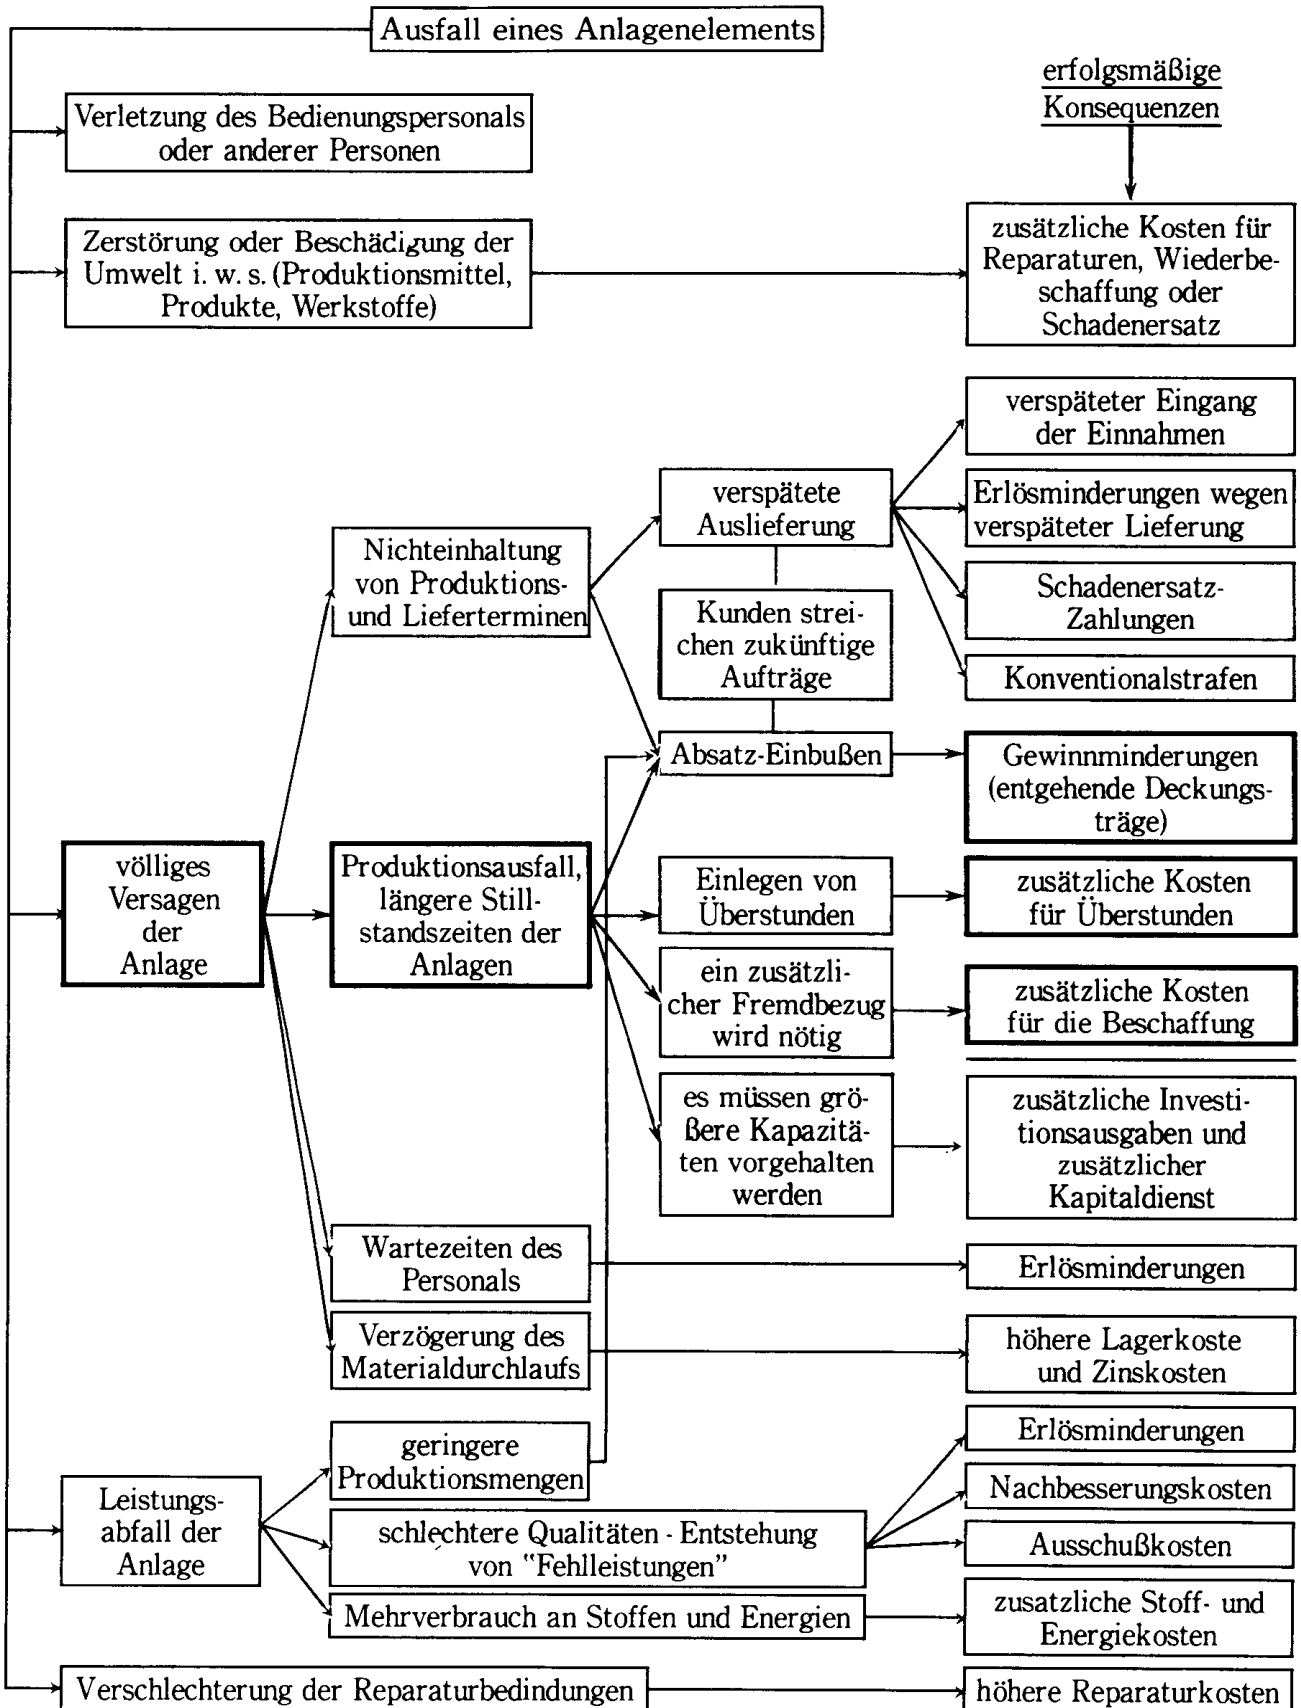 Ausfall eines Anlagenelements
erfolgsmäßige
Konsequenzen
Verletzung des Bedienungspersonals
oder anderer Personen
Zerstörung oder Beschädigung der
Umwelt i. w. s. (Produktionsmittel,
Produkte, Werkstoffe)
zusätzliche Kosten für
Reparaturen, Wiederbe-
schaffung oder
Schadenersatz
völliges
Versagen
der
Anlage
Nichteinhaltung
von Produktions-
und Lieferterminen
verspätete
Auslieferung
verspäteter Eingang
der Einnahmen
Erlösminderungen wegen
verspäteter Lieferung
Schadenersatz-
Zahlungen
Konventionalstrafen
Kunden strei-
chen zukünftige
Aufträge
Absatz-Einbußen
Gewinnminderungen
(entgehende Deckungs-
träge)
Produktionsausfall,
längere Still-
standszeiten der
Anlagen
Einlegen von
Überstunden
zusätzliche Kosten
für Überstunden
ein zusätzli-
cher Fremdbezug
wird nötig
zusätzliche Kosten
für die Beschaffung
es müssen grö-
ßere Kapazitä-
ten vorgehalten
werden
zusätzliche Investi-
tionsausgaben und
zusätzlicher
Kapitaldienst
Wartezeiten des
Personals
Erlösminderungen
Verzögerung des
Materialdurchlaufs
höhere Lagerkoste
und Zinskosten
Leistungs-
abfall der
Anlage
geringere
Produktionsmengen
schlechtere Qualitäten - Entstehung
von "Fehlleistungen"
Erlösminderungen
Nachbesserungskosten
Ausschußkosten
Mehrverbrauch an Stoffen und Energien
zusatzliche Stoff- und
Energiekosten
Verschlechterung der Reparaturbedindungen
höhere Reparaturkosten